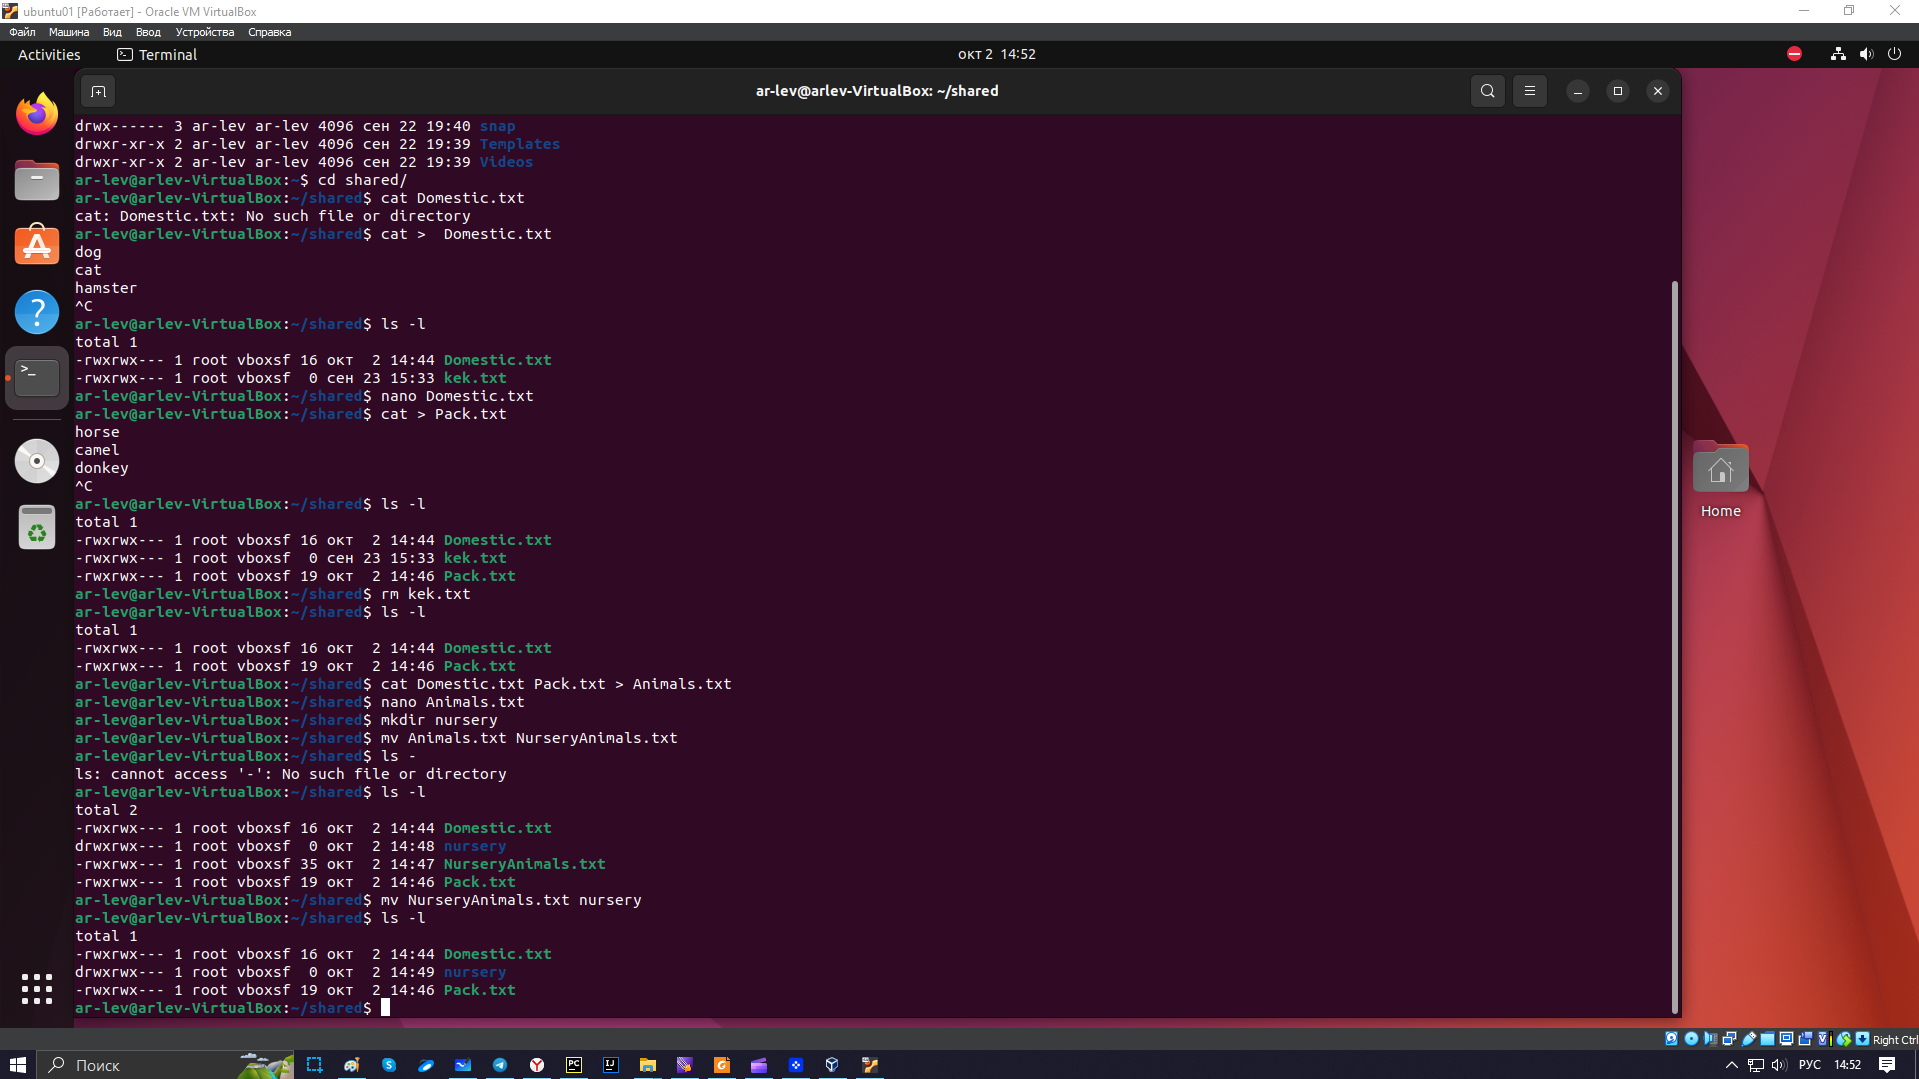 ubuntu01 [Работает] - Oracle VM VirtualBox
Файл Машина Вид Ввод Устройства Справка
Activities Terminal окт 2 14:52
ar-lev@arlev-VirtualBox: ~/shared
drwx------ 3 ar-lev ar-lev 4096 сен 22 19:40 snap
drwxr-xr-x 2 ar-lev ar-lev 4096 сен 22 19:39 Templates
drwxr-xr-x 2 ar-lev ar-lev 4096 сен 22 19:39 Videos
ar-lev@arlev-VirtualBox:~$ cd shared/
ar-lev@arlev-VirtualBox:~/shared$ cat Domestic.txt
cat: Domestic.txt: No such file or directory
ar-lev@arlev-VirtualBox:~/shared$ cat >  Domestic.txt
dog
cat
hamster
^C
ar-lev@arlev-VirtualBox:~/shared$ ls -l
total 1
-rwxrwx--- 1 root vboxsf 16 окт  2 14:44 Domestic.txt
-rwxrwx--- 1 root vboxsf  0 сен 23 15:33 kek.txt
ar-lev@arlev-VirtualBox:~/shared$ nano Domestic.txt
ar-lev@arlev-VirtualBox:~/shared$ cat > Pack.txt
horse
camel
donkey
^C
ar-lev@arlev-VirtualBox:~/shared$ ls -l
total 1
-rwxrwx--- 1 root vboxsf 16 окт  2 14:44 Domestic.txt
-rwxrwx--- 1 root vboxsf  0 сен 23 15:33 kek.txt
-rwxrwx--- 1 root vboxsf 19 окт  2 14:46 Pack.txt
ar-lev@arlev-VirtualBox:~/shared$ rm kek.txt
ar-lev@arlev-VirtualBox:~/shared$ ls -l
total 1
-rwxrwx--- 1 root vboxsf 16 окт  2 14:44 Domestic.txt
-rwxrwx--- 1 root vboxsf 19 окт  2 14:46 Pack.txt
ar-lev@arlev-VirtualBox:~/shared$ cat Domestic.txt Pack.txt > Animals.txt
ar-lev@arlev-VirtualBox:~/shared$ nano Animals.txt
ar-lev@arlev-VirtualBox:~/shared$ mkdir nursery
ar-lev@arlev-VirtualBox:~/shared$ mv Animals.txt NurseryAnimals.txt
ar-lev@arlev-VirtualBox:~/shared$ ls -
ls: cannot access '-': No such file or directory
ar-lev@arlev-VirtualBox:~/shared$ ls -l
total 2
-rwxrwx--- 1 root vboxsf 16 окт  2 14:44 Domestic.txt
drwxrwx--- 1 root vboxsf  0 окт  2 14:48 nursery
-rwxrwx--- 1 root vboxsf 35 окт  2 14:47 NurseryAnimals.txt
-rwxrwx--- 1 root vboxsf 19 окт  2 14:46 Pack.txt
ar-lev@arlev-VirtualBox:~/shared$ mv NurseryAnimals.txt nursery
ar-lev@arlev-VirtualBox:~/shared$ ls -l
total 1
-rwxrwx--- 1 root vboxsf 16 окт  2 14:44 Domestic.txt
drwxrwx--- 1 root vboxsf  0 окт  2 14:49 nursery
-rwxrwx--- 1 root vboxsf 19 окт  2 14:46 Pack.txt
ar-lev@arlev-VirtualBox:~/shared$
Home
Right Ctrl
Поиск
РУС 14:52